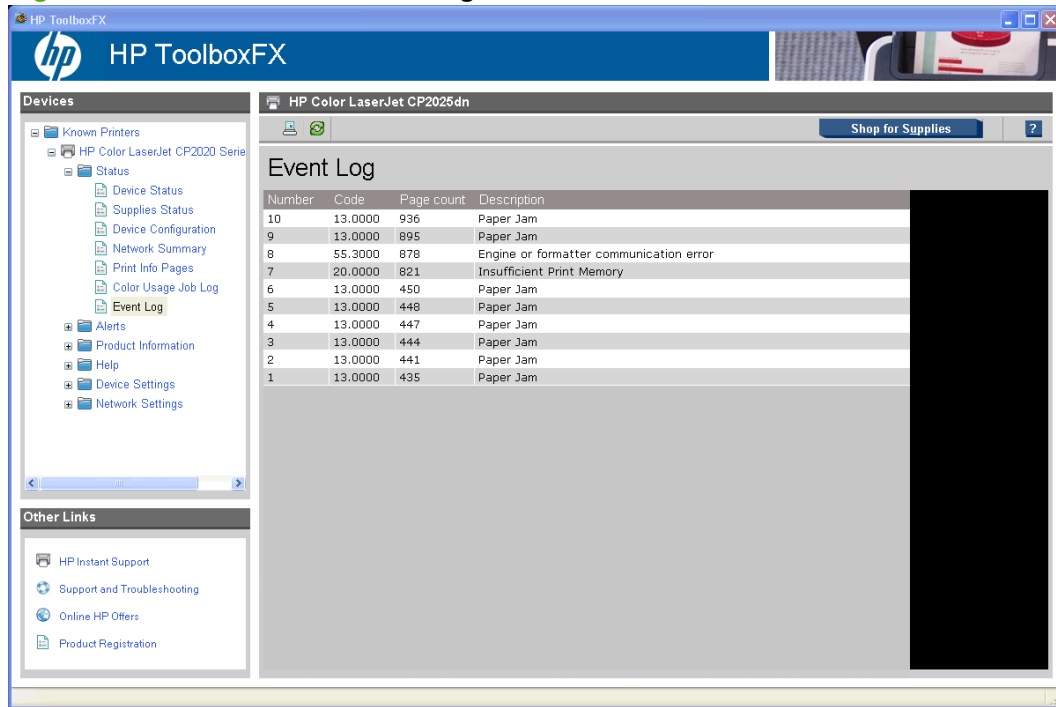 HP ToolboxFX
hp HP ToolboxFX
Devices
Known Printers
HP Color LaserJet CP2020 Serie
Status
Device Status
Supplies Status
Device Configuration
Network Summary
Print Info Pages
Color Usage Job Log
Event Log
Alerts
Product Information
Help
Device Settings
Network Settings
Other Links
HP Instant Support
Support and Troubleshooting
Online HP Offers
Product Registration
HP Color LaserJet CP2025dn
Shop for Supplies ?
Event Log
Number Code Page count Description
10 13.0000 936 Paper Jam
9 13.0000 895 Paper Jam
8 55.3000 878 Engine or formatter communication error
7 20.0000 821 Insufficient Print Memory
6 13.0000 450 Paper Jam
5 13.0000 448 Paper Jam
4 13.0000 447 Paper Jam
3 13.0000 444 Paper Jam
2 13.0000 441 Paper Jam
1 13.0000 435 Paper Jam